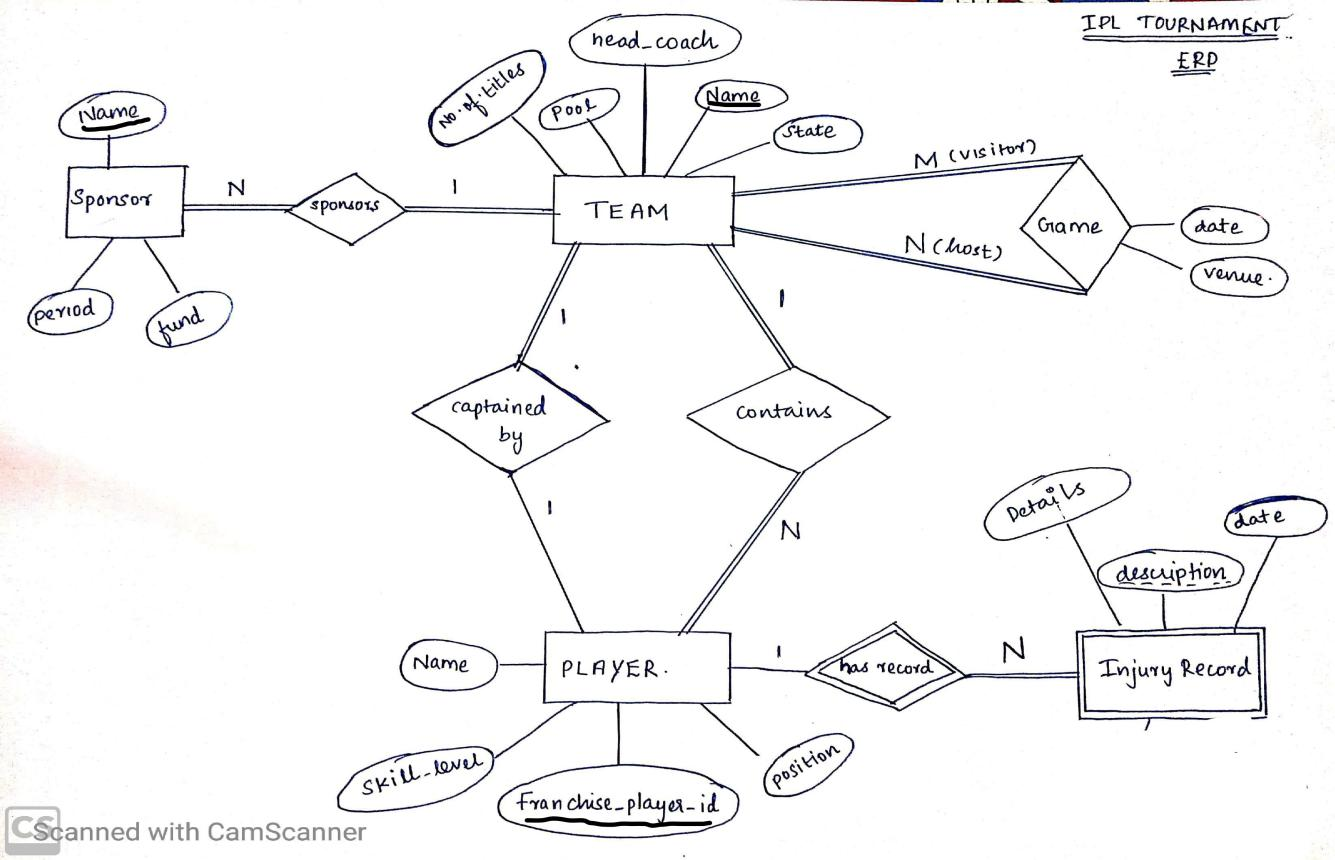 IPL TOURNAMENT
ERD
head_coach
No.of.titles
Pool
Name
State
Name
Sponsor
N
sponsors
1
TEAM
M (visitor)
N (host)
Game
date
venue.
period
fund
1
1
captained
by
contains
1
N
Details
date
description
Name
PLAYER.
1
has record
N
Injury Record
Skill_level
Franchise_player_id
position
CS
Scanned with CamScanner